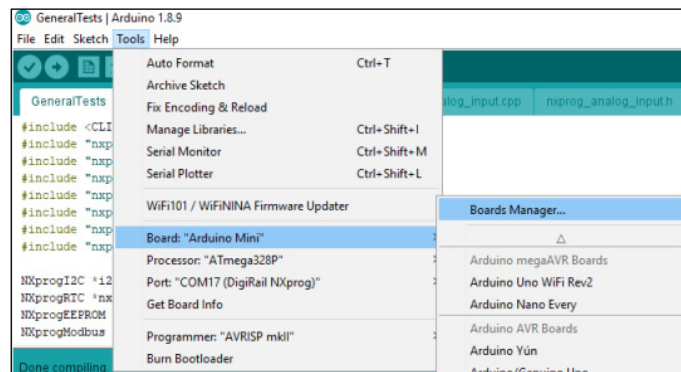 GeneralTests | Arduino 1.8.9
File Edit Sketch Tools Help
GeneralTests
alog_input.cpp
nxprog_analog_input.h
#include <CLI
#include "nxp
#include "nxp
#include "nxp
#include "nxp
#include "nxp
#include "nxp
#include "nxp
NXprogI2C *i2
NXprogRTC *nx
NXprogEEPROM
NXprogModbus
Done compiling.
Auto Format Ctrl+T
Archive Sketch
Fix Encoding & Reload
Manage Libraries... Ctrl+Shift+I
Serial Monitor Ctrl+Shift+M
Serial Plotter Ctrl+Shift+L
WiFi101 / WiFiNINA Firmware Updater
Board: "Arduino Mini"
Processor: "ATmega328P"
Port: "COM17 (DigiRail NXprog)"
Get Board Info
Programmer: "AVRISP mkII"
Burn Bootloader
Boards Manager...
Arduino megaAVR Boards
Arduino Uno WiFi Rev2
Arduino Nano Every
Arduino AVR Boards
Arduino Yún
Arduino/Genuino Uno